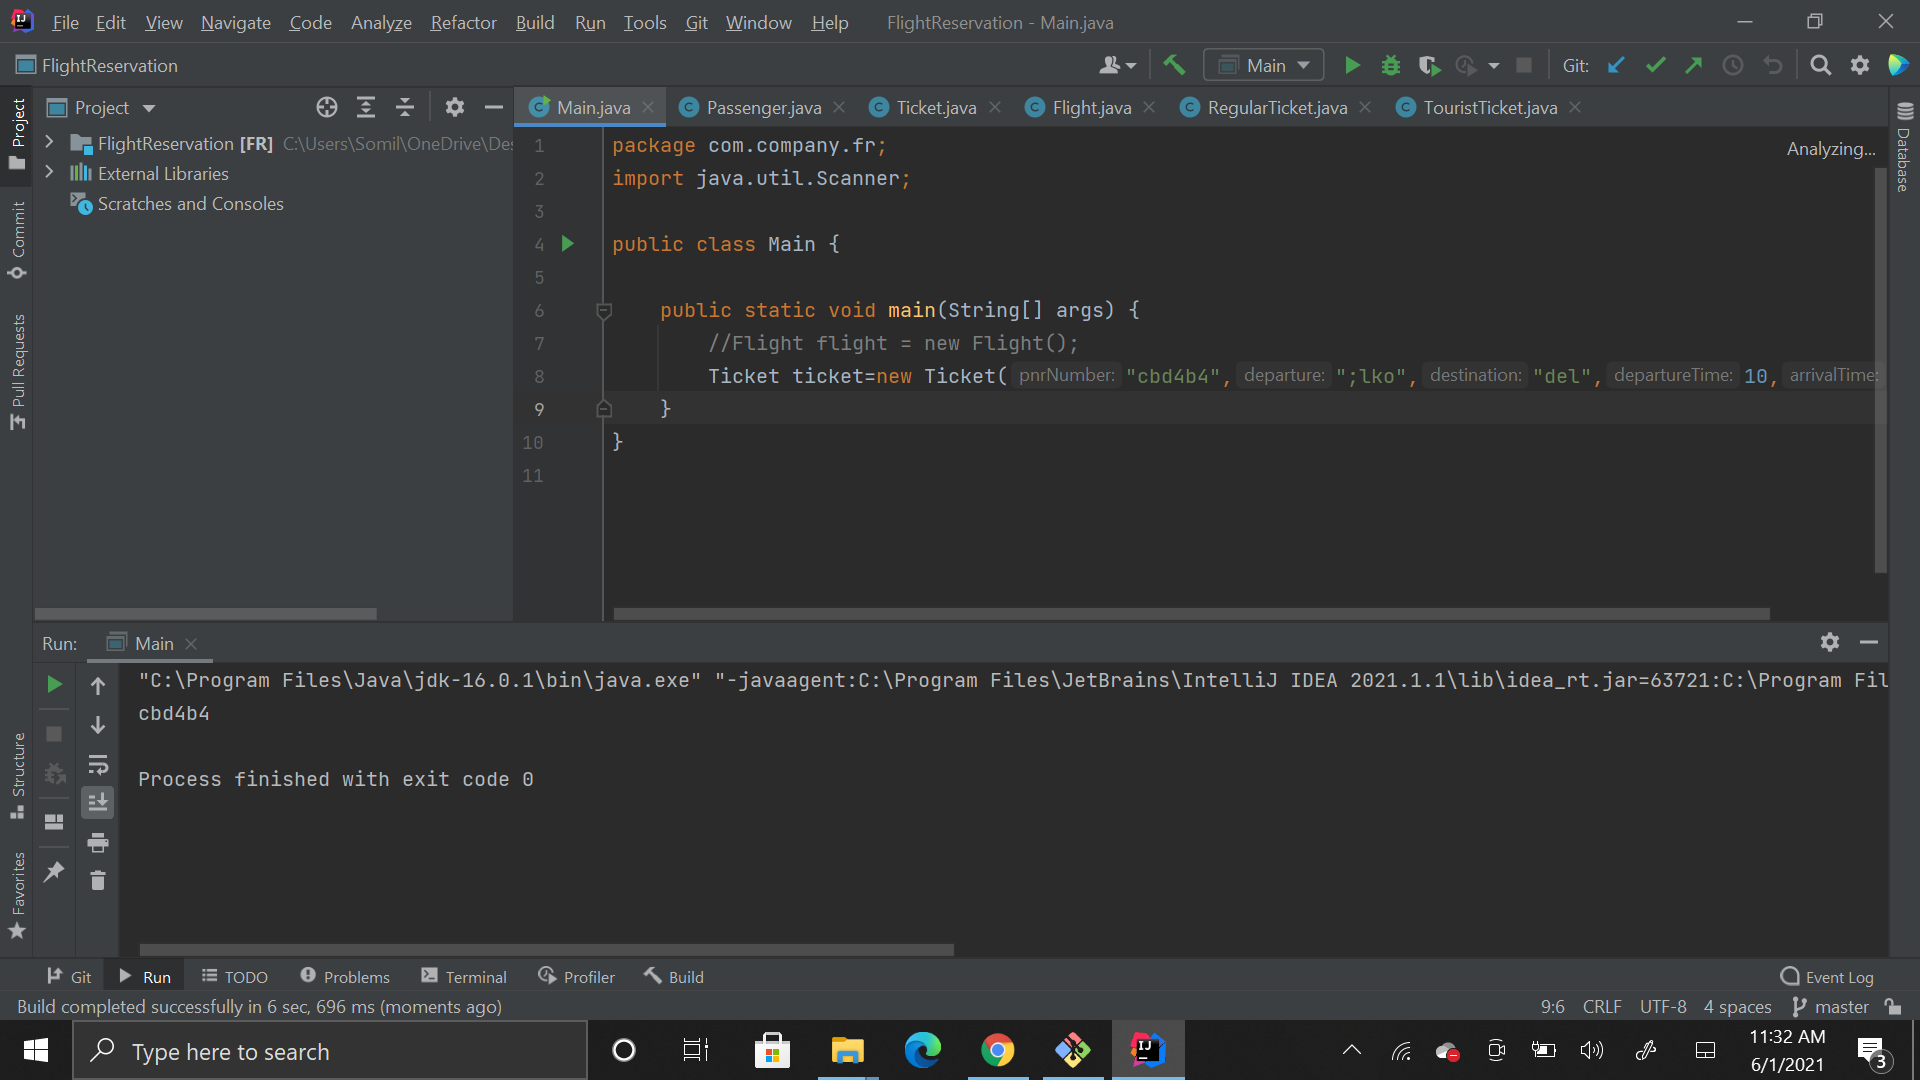 File Edit View Navigate Code Analyze Refactor Build Run Tools Git Window Help FlightReservation - Main.java
FlightReservation Main Git:
Project Main.java Passenger.java Ticket.java Flight.java RegularTicket.java TouristTicket.java
FlightReservation [FR] C:\Users\Somil\OneDrive\Des
External Libraries
Scratches and Consoles
Project
Commit
Pull Requests
Structure
Favorites
Database
Analyzing...
1 package com.company.fr;
2 import java.util.Scanner;
3
4 public class Main {
5
6 public static void main(String[] args) {
7 //Flight flight = new Flight();
8 Ticket ticket=new Ticket( pnrNumber: "cbd4b4", departure: ";lko", destination: "del", departureTime: 10, arrivalTime:
9 }
10 }
11
Run: Main
"C:\Program Files\Java\jdk-16.0.1\bin\java.exe" "-javaagent:C:\Program Files\JetBrains\IntelliJ IDEA 2021.1.1\lib\idea_rt.jar=63721:C:\Program Fil
cbd4b4
Process finished with exit code 0
Git Run TODO Problems Terminal Profiler Build Event Log
Build completed successfully in 6 sec, 696 ms (moments ago) 9:6 CRLF UTF-8 4 spaces master
Type here to search
11:32 AM
6/1/2021
3